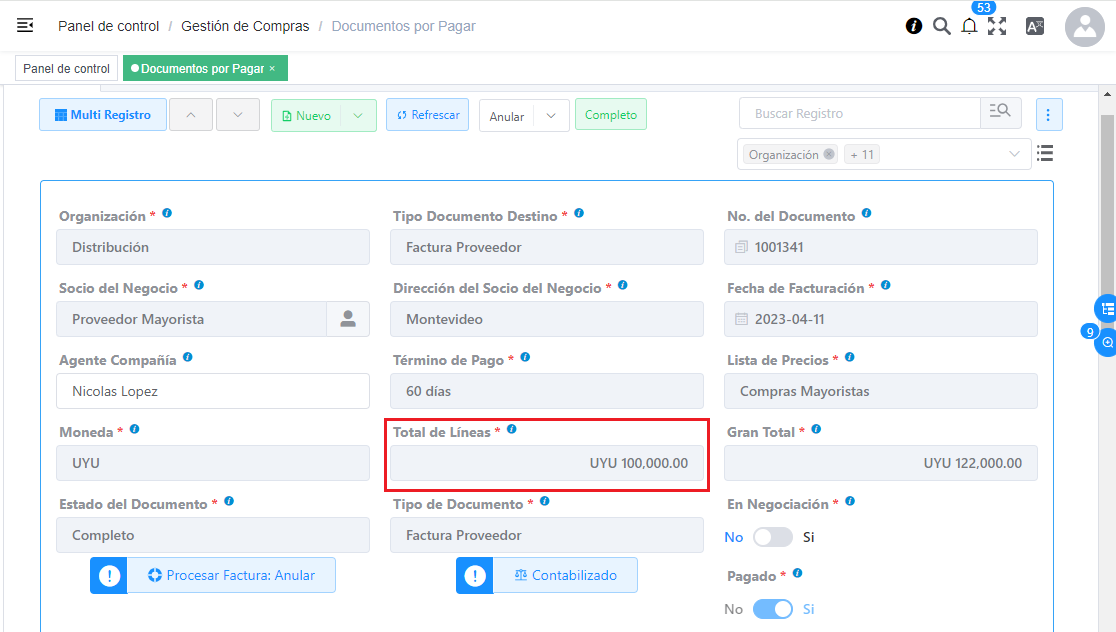 53
Panel de control / Gestión de Compras / Documentos por Pagar
Panel de control
Documentos por Pagar ×
Multi Registro
Nuevo
Refrescar
Anular
Completo
Buscar Registro
Organización
+ 11
Organización *
Tipo Documento Destino *
No. del Documento
Distribución
Factura Proveedor
1001341
Socio del Negocio *
Dirección del Socio del Negocio *
Fecha de Facturación *
Proveedor Mayorista
Montevideo
2023-04-11
9
Agente Compañía
Término de Pago *
Lista de Precios *
Nicolas Lopez
60 días
Compras Mayoristas
Moneda *
Total de Líneas *
Gran Total *
UYU
UYU 100,000.00
UYU 122,000.00
Estado del Documento *
Tipo de Documento *
En Negociación *
Completo
Factura Proveedor
No Si
Procesar Factura: Anular
Contabilizado
Pagado *
No Si